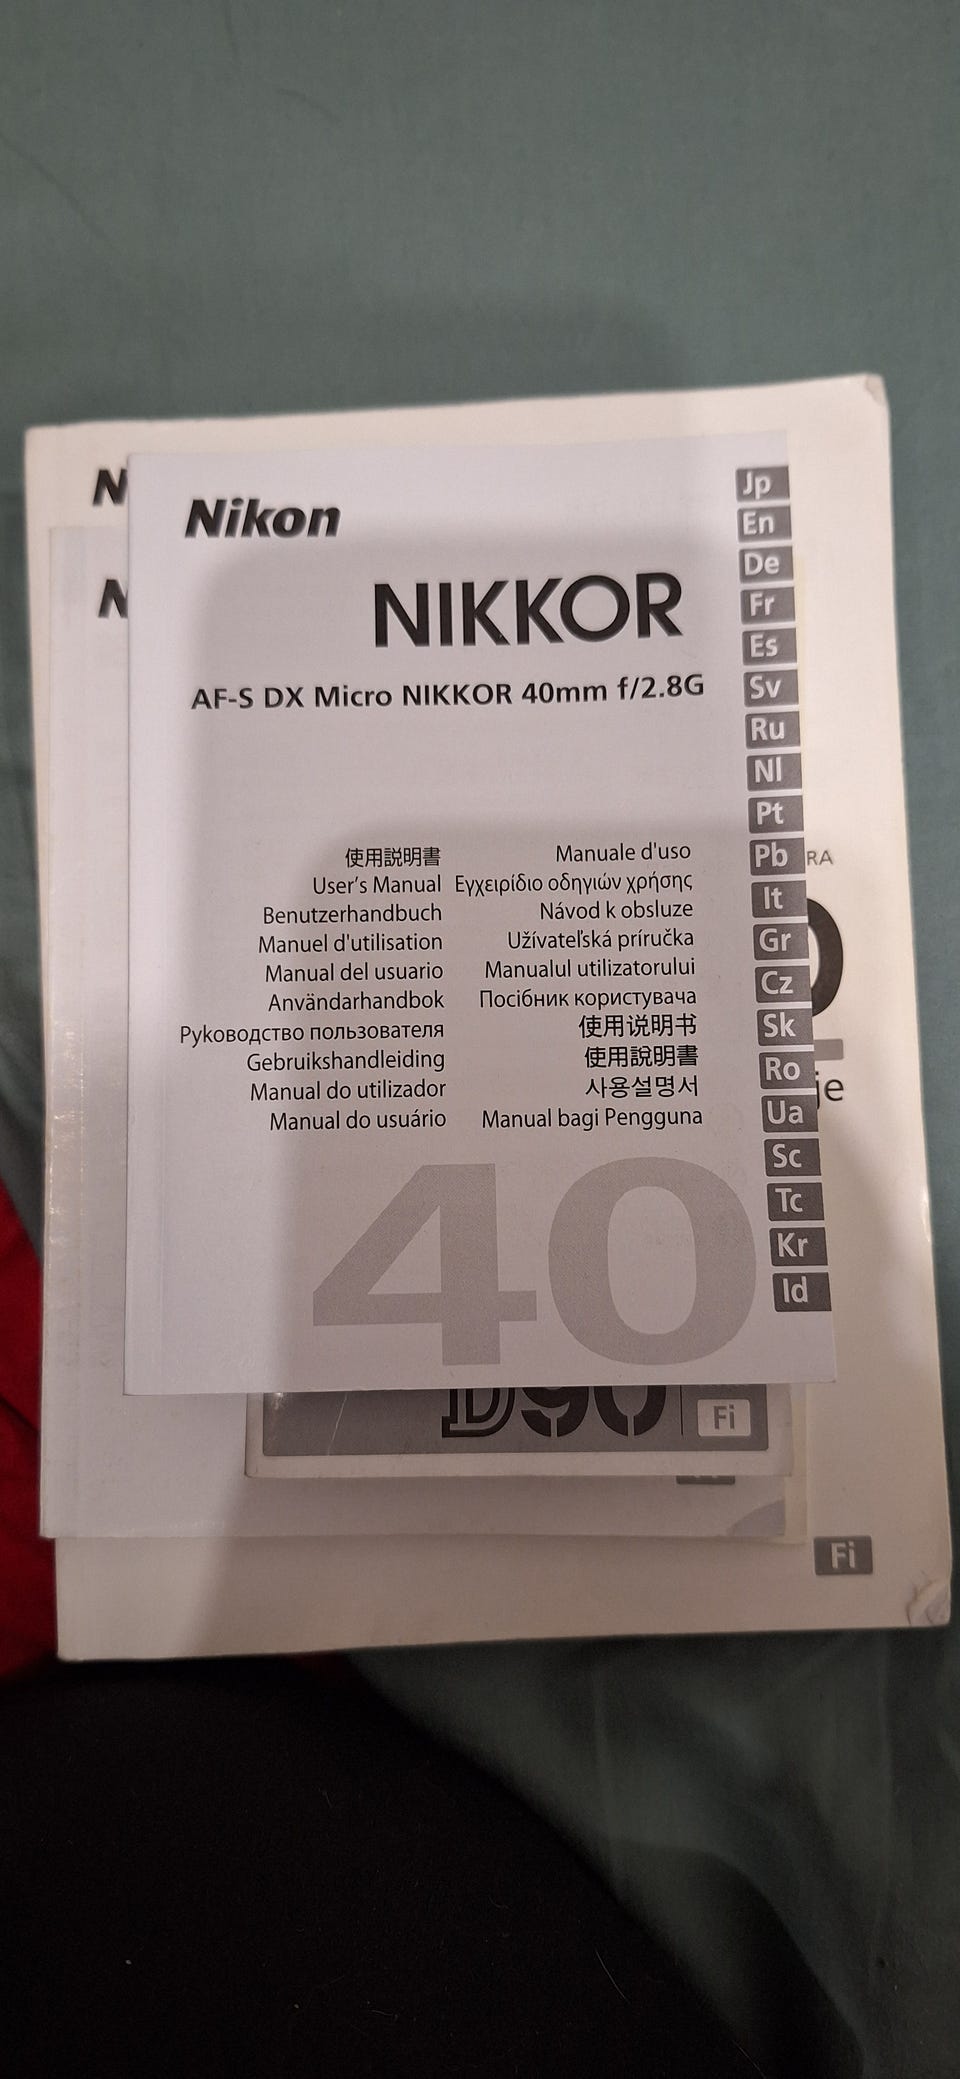 N
N
Nikon
NIKKOR
AF-S DX Micro NIKKOR 40mm f/2.8G
使用説明書
User's Manual
Benutzerhandbuch
Manuel d'utilisation
Manual del usuario
Användarhandbok
Руководство пользователя
Gebruikshandleiding
Manual do utilizador
Manual do usuário
Manuale d'uso
Εγχειρίδιο οδηγιών χρήσης
Návod k obsluze
Užívateľská príručka
Manualul utilizatorului
Посібник користувача
使用说明书
使用說明書
사용설명서
Manual bagi Pengguna
Jp
En
De
Fr
Es
Sv
Ru
Nl
Pt
Pb
It
Gr
Cz
Sk
Ro
Ua
Sc
Tc
Kr
Id
40
RA
je
D90
Fi
Fi